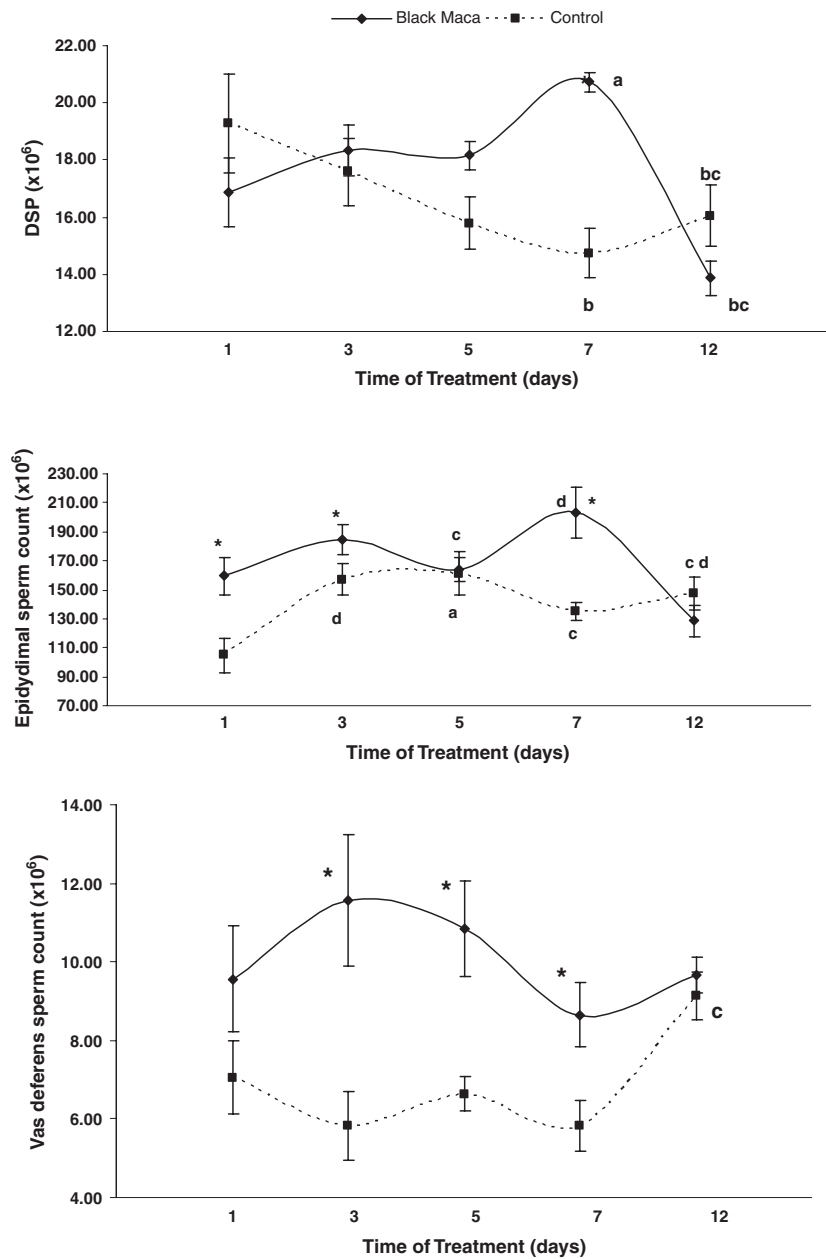 Black Maca Control
22.00
a
*
20.00
18.00
bc
16.00
14.00
b
bc
12.00
DSP (x10⁶)
1 3 5 7 12
Time of Treatment (days)
230.00
210.00
d *
* *
190.00
c
c d
170.00
150.00
130.00
d a c
110.00
90.00
70.00
Epidydimal sperm count (x10⁶)
1 3 5 7 12
Time of Treatment (days)
14.00
12.00
* *
10.00
*
c
8.00
6.00
4.00
Vas deferens sperm count (x10⁶)
1 3 5 7 12
Time of Treatment (days)